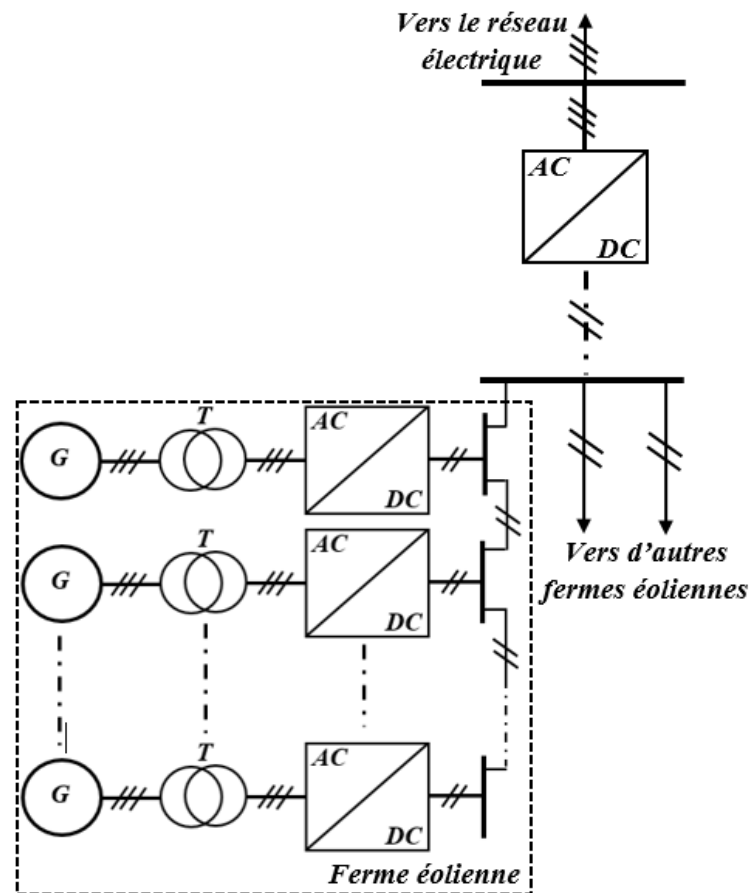 Vers le réseau
électrique
AC
DC
T
G
AC
DC
T
G
AC
DC
Vers d'autres
fermes éoliennes
T
G
AC
DC
Ferme éolienne